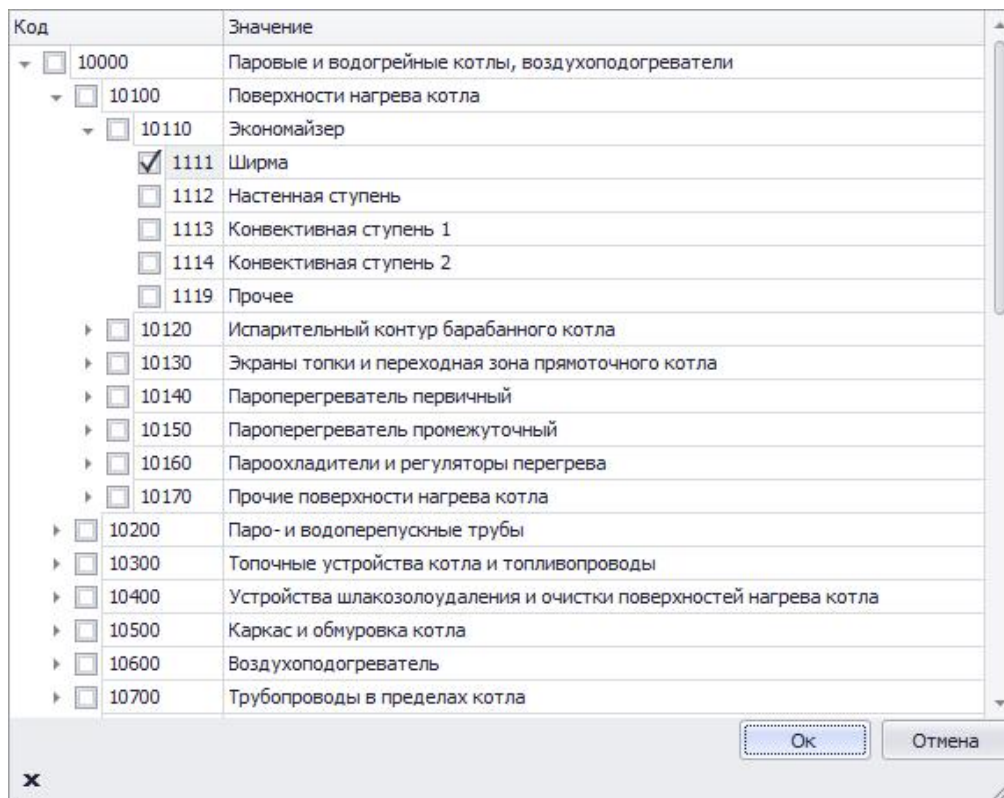 Код Значение
10000 Паровые и водогрейные котлы, воздухоподогреватели
10100 Поверхности нагрева котла
10110 Экономайзер
1111 Ширма
1112 Настенная ступень
1113 Конвективная ступень 1
1114 Конвективная ступень 2
1119 Прочее
10120 Испарительный контур барабанного котла
10130 Экраны топки и переходная зона прямоточного котла
10140 Пароперегреватель первичный
10150 Пароперегреватель промежуточный
10160 Пароохладители и регуляторы перегрева
10170 Прочие поверхности нагрева котла
10200 Паро- и водоперепускные трубы
10300 Топочные устройства котла и топливопроводы
10400 Устройства шлакозолоудаления и очистки поверхностей нагрева котла
10500 Каркас и обмуровка котла
10600 Воздухоподогреватель
10700 Трубопроводы в пределах котла
Ок Отмена